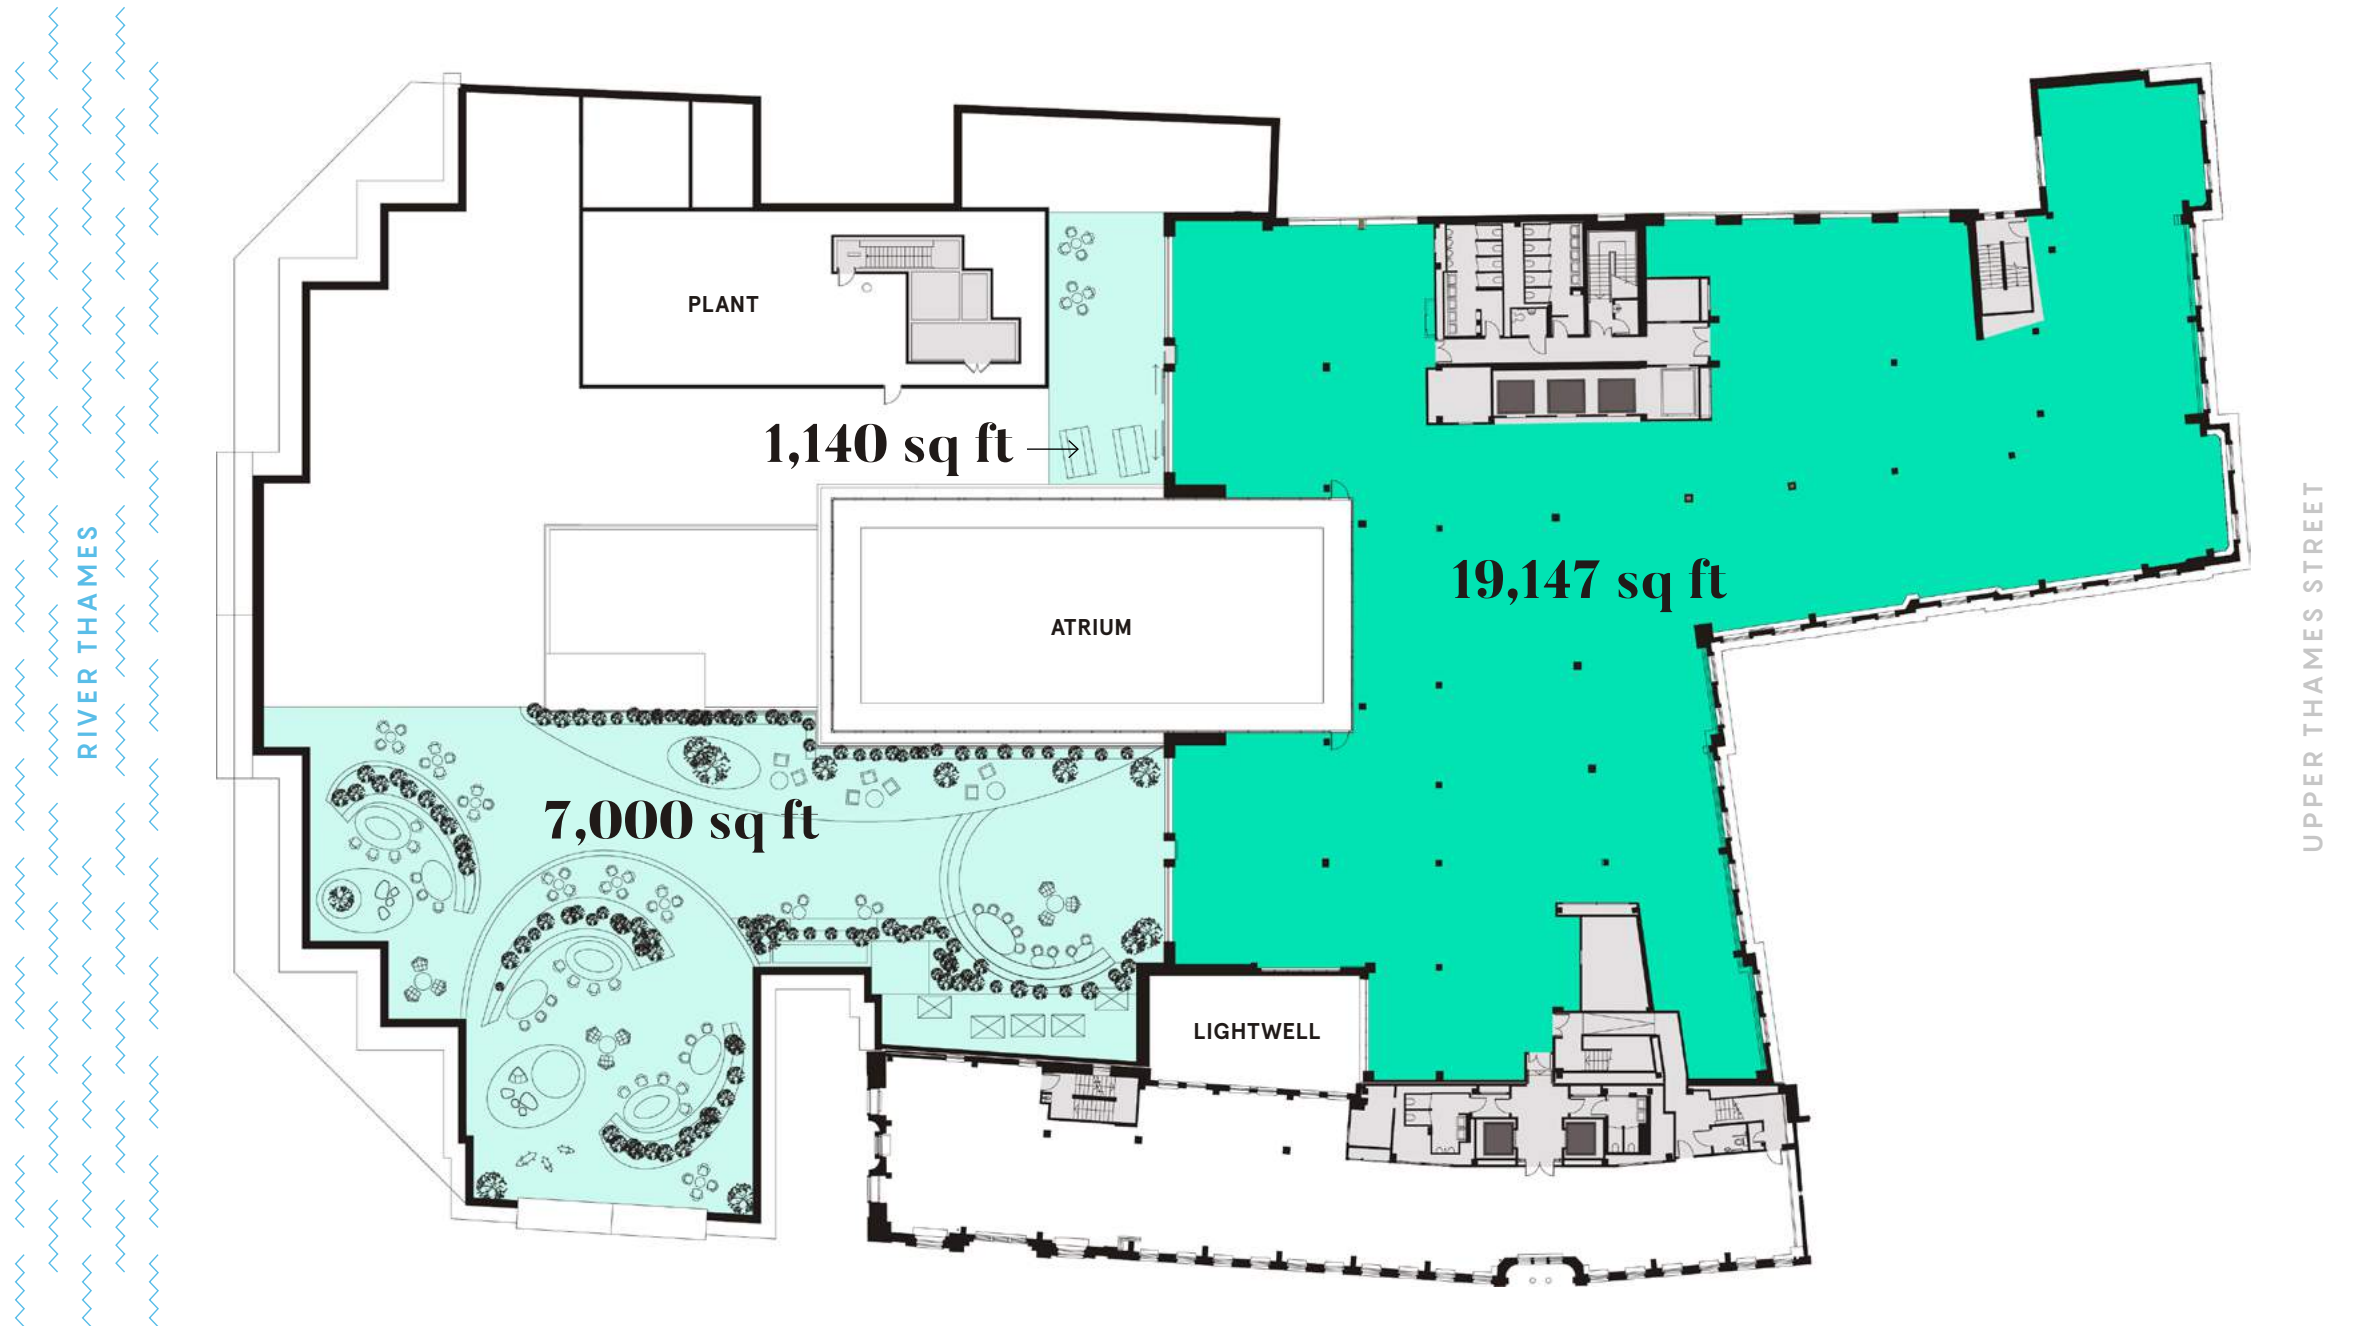 RIVER THAMES
PLANT
1,140 sq ft
ATRIUM
19,147 sq ft
7,000 sq ft
LIGHTWELL
UPPER THAMES STREET